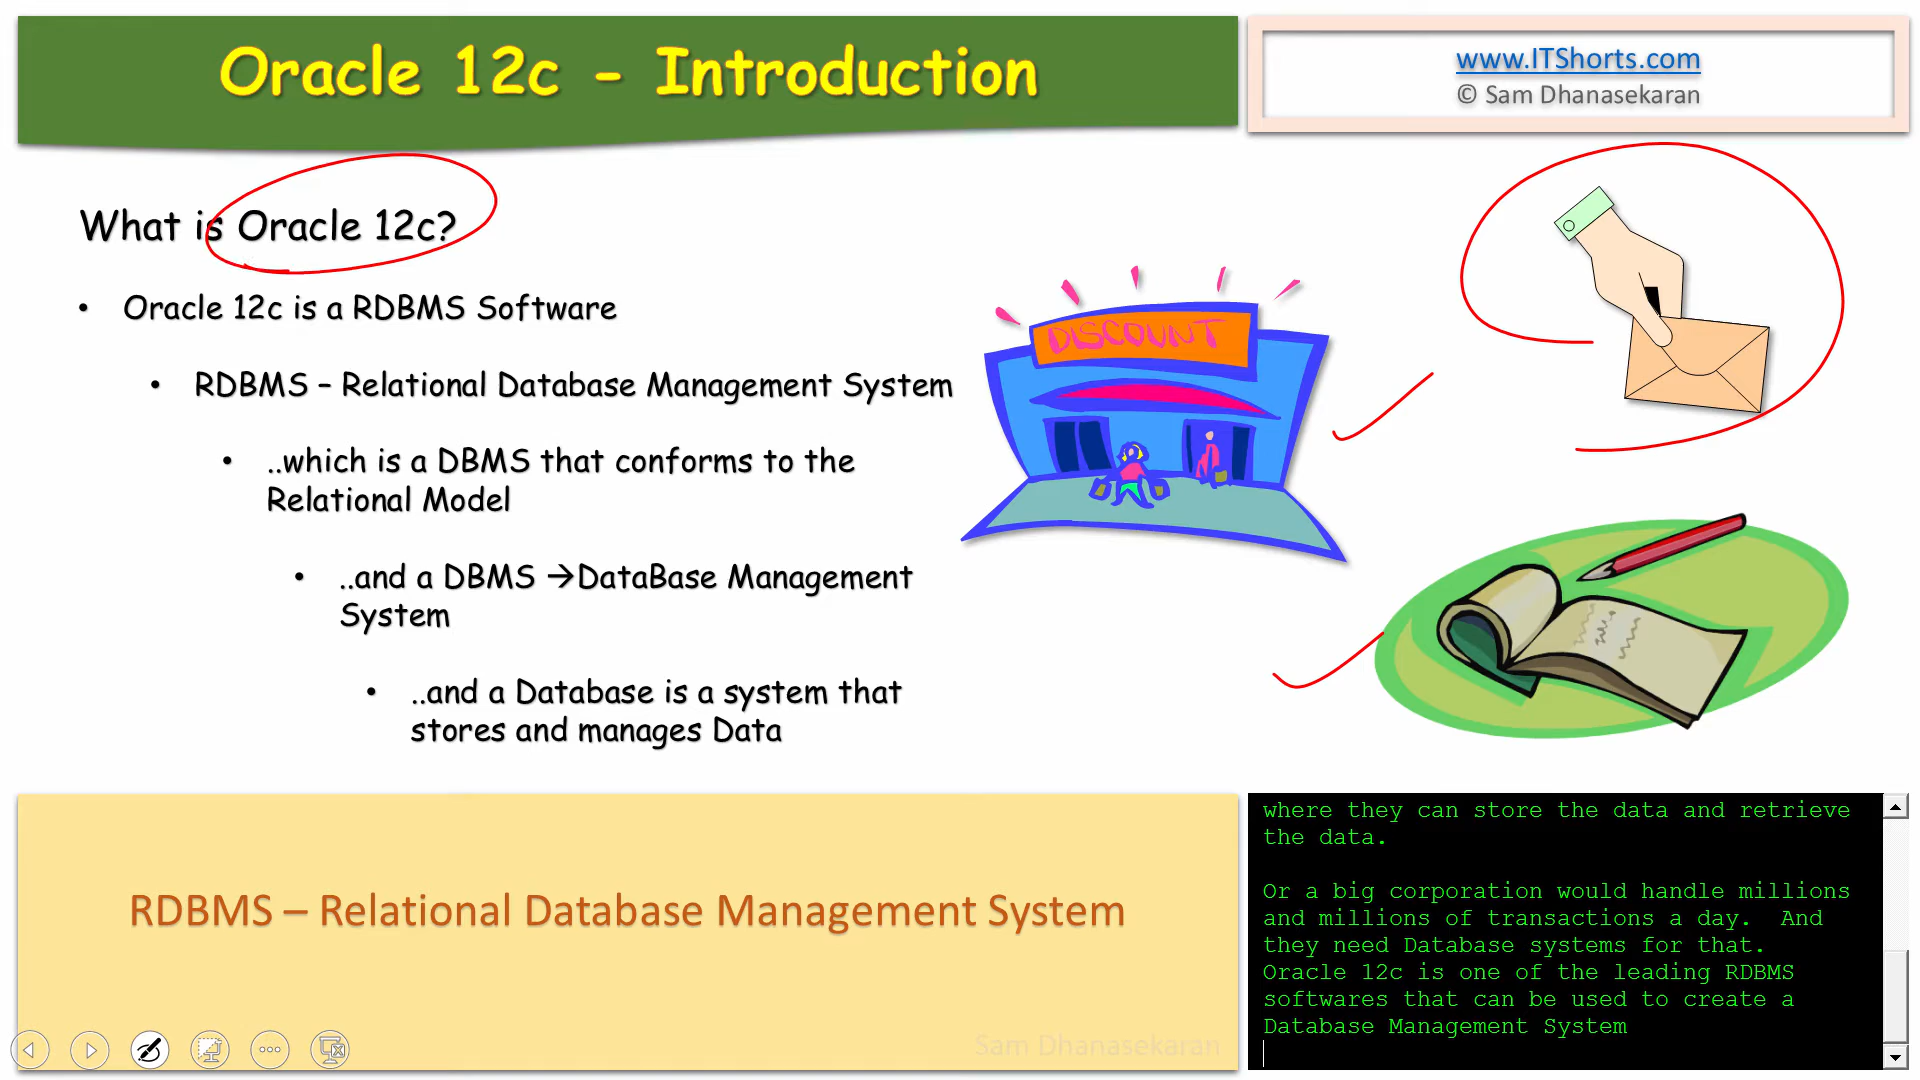 Oracle 12c - Introduction
www.ITShorts.com
© Sam Dhanasekaran
What is Oracle 12c?
• Oracle 12c is a RDBMS Software
• RDBMS – Relational Database Management System
• ..which is a DBMS that conforms to the
Relational Model
• ..and a DBMS →DataBase Management
System
• ..and a Database is a system that
stores and manages Data
DISCOUNT
RDBMS – Relational Database Management System
Sam Dhanasekaran
where they can store the data and retrieve
the data.
Or a big corporation would handle millions
and millions of transactions a day. And
they need Database systems for that.
Oracle 12c is one of the leading RDBMS
softwares that can be used to create a
Database Management System